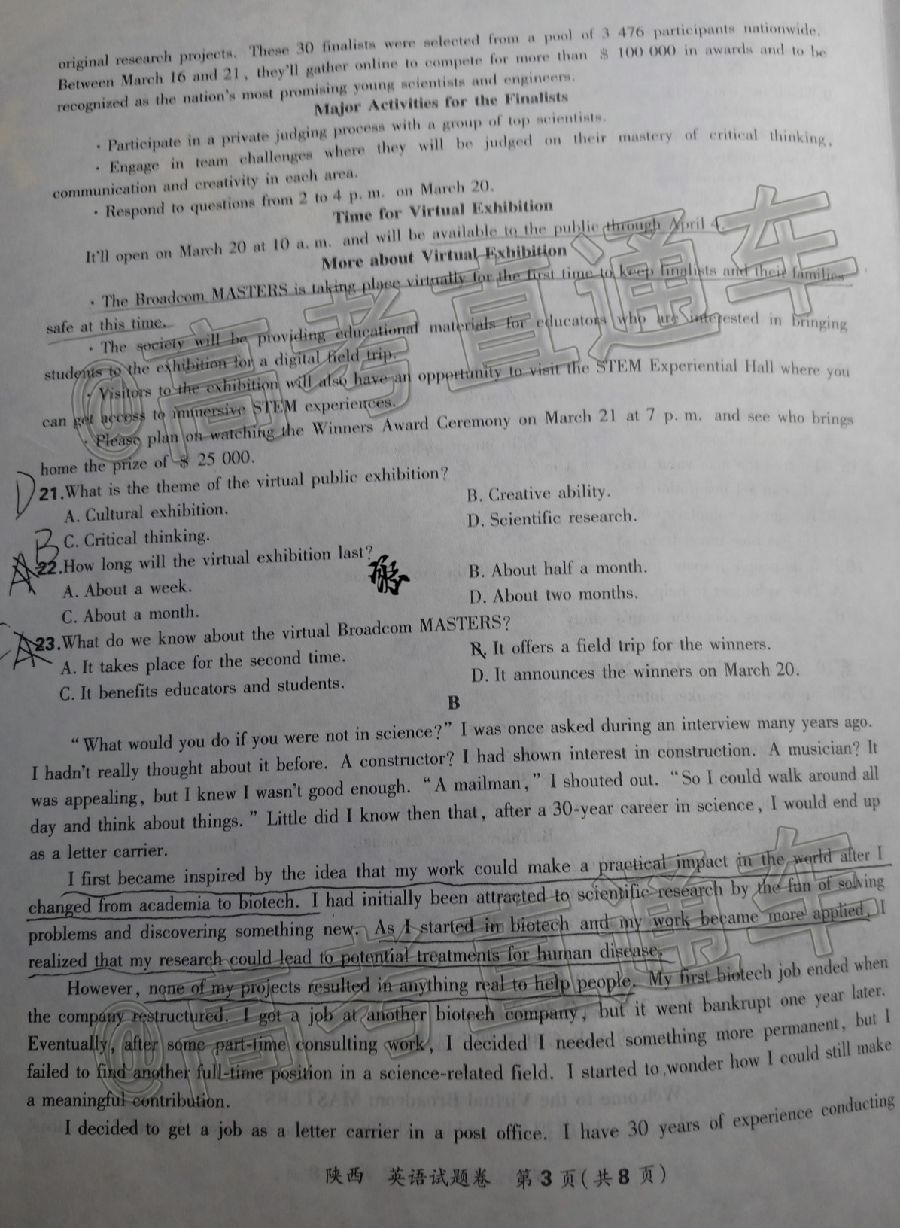 original research projects. These 30 finalists were selected from a pool of 3 476 participants nationwide.
Between March 16 and 21, they'll gather online to compete for more than $ 100 000 in awards and to be
recognized as the nation's most promising young scientists and engineers.
Major Activities for the Finalists
· Participate in a private judging process with a group of top scientists.
· Engage in team challenges where they will be judged on their mastery of critical thinking,
communication and creativity in each area.
· Respond to questions from 2 to 4 p. m. on March 20.
Time for Virtual Exhibition
It'll open on March 20 at 10 a. m. and will be available to the public through April 4.
More about Virtual Exhibition
· The Broadcom MASTERS is taking place virtually for the first time to keep finalists and their families
safe at this time.
· The society will be providing educational materials for educators who are interested in bringing
students to the exhibition for a digital field trip.
· Visitors to the exhibition will also have an opportunity to visit the STEM Experiential Hall where you
can get access to immersive STEM experiences.
· Please plan on watching the Winners Award Ceremony on March 21 at 7 p. m. and see who brings
home the prize of $ 25 000.
D 21.What is the theme of the virtual public exhibition?
A. Cultural exhibition. B. Creative ability.
C. Critical thinking. D. Scientific research.
A B 22.How long will the virtual exhibition last?
A. About a week. B. About half a month.
C. About a month. D. About two months.
A 23.What do we know about the virtual Broadcom MASTERS?
A. It takes place for the second time. B. It offers a field trip for the winners.
C. It benefits educators and students. D. It announces the winners on March 20.
B
"What would you do if you were not in science?" I was once asked during an interview many years ago.
I hadn't really thought about it before. A constructor? I had shown interest in construction. A musician? It
was appealing, but I knew I wasn't good enough. "A mailman," I shouted out. "So I could walk around all
day and think about things." Little did I know then that, after a 30-year career in science, I would end up
as a letter carrier.
I first became inspired by the idea that my work could make a practical impact in the world after I
changed from academia to biotech. I had initially been attracted to scientific research by the fun of solving
problems and discovering something new. As I started in biotech and my work became more applied, I
realized that my research could lead to potential treatments for human disease.
However, none of my projects resulted in anything real to help people. My first biotech job ended when
the company restructured. I got a job at another biotech company, but it went bankrupt one year later.
Eventually, after some part-time consulting work, I decided I needed something more permanent, but I
failed to find another full-time position in a science-related field. I started to wonder how I could still make
a meaningful contribution.
I decided to get a job as a letter carrier in a post office. I have 30 years of experience conducting
陕西 英语试题卷 第3页(共8页)
@高考直通车
@高考直通车